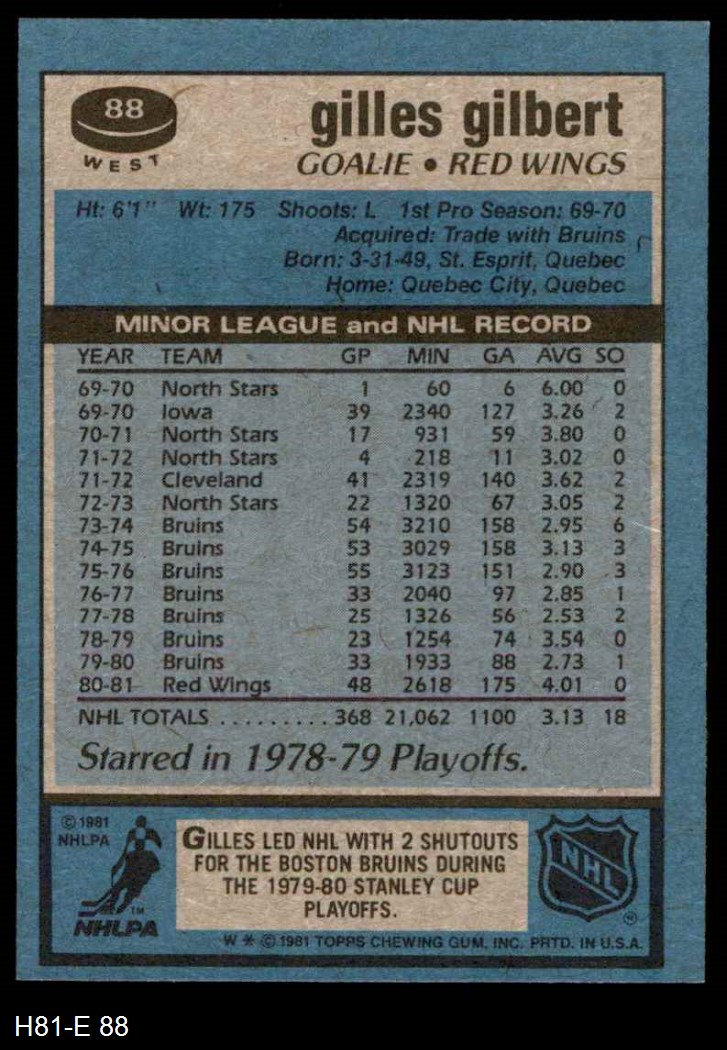 88
WEST
gilles gilbert
GOALIE • RED WINGS
Ht: 6'1" Wt: 175 Shoots: L 1st Pro Season: 69-70
Acquired: Trade with Bruins
Born: 3-31-49, St. Esprit, Quebec
Home: Quebec City, Quebec
MINOR LEAGUE and NHL RECORD
YEAR TEAM GP MIN GA AVG SO
69-70 North Stars 1 60 6 6.00 0
69-70 Iowa 39 2340 127 3.26 2
70-71 North Stars 17 931 59 3.80 0
71-72 North Stars 4 218 11 3.02 0
71-72 Cleveland 41 2319 140 3.62 2
72-73 North Stars 22 1320 67 3.05 2
73-74 Bruins 54 3210 158 2.95 6
74-75 Bruins 53 3029 158 3.13 3
75-76 Bruins 55 3123 151 2.90 3
76-77 Bruins 33 2040 97 2.85 1
77-78 Bruins 25 1326 56 2.53 2
78-79 Bruins 23 1254 74 3.54 0
79-80 Bruins 33 1933 88 2.73 1
80-81 Red Wings 48 2618 175 4.01 0
NHL TOTALS .......... 368 21,062 1100 3.13 18
Starred in 1978-79 Playoffs.
©1981
NHLPA
TM
NHLPA
GILLES LED NHL WITH 2 SHUTOUTS
FOR THE BOSTON BRUINS DURING
THE 1979-80 STANLEY CUP
PLAYOFFS.
NHL
®
W * © 1981 TOPPS CHEWING GUM, INC. PRTD. IN U.S.A.
H81-E 88